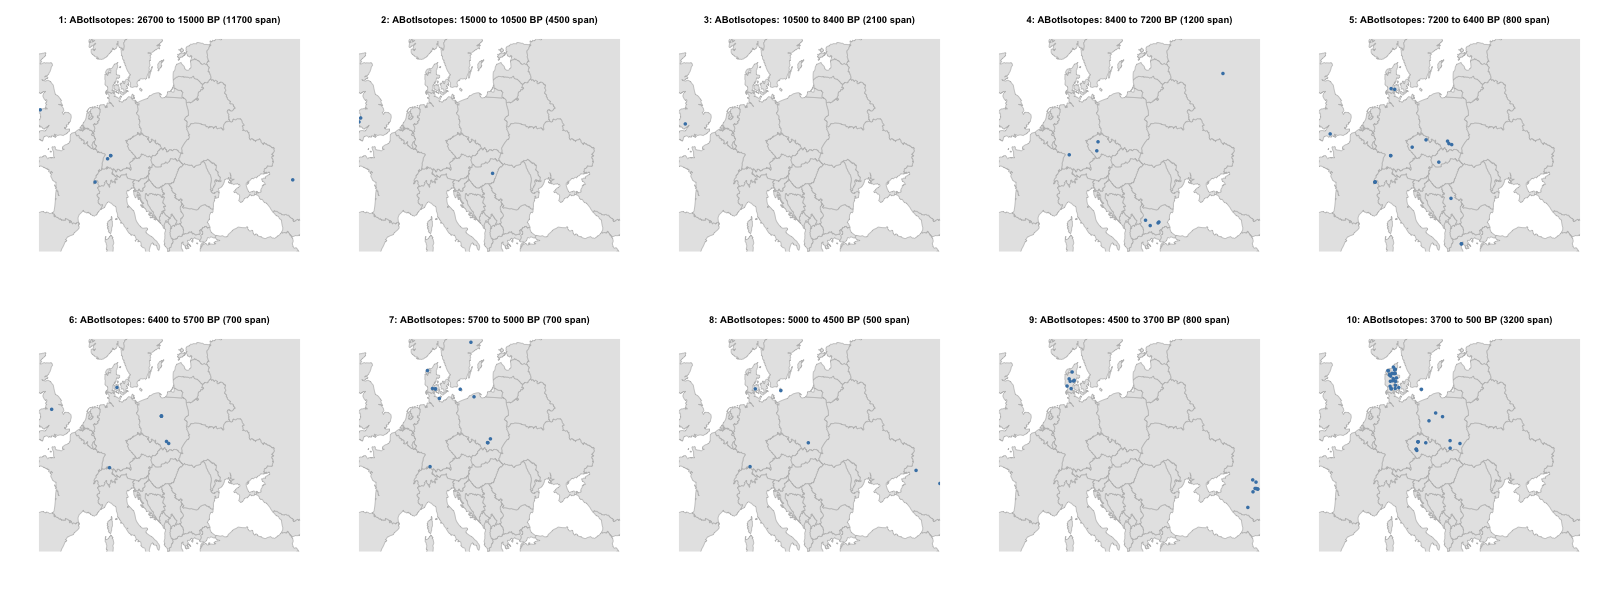 1: ABotIsotopes: 26700 to 15000 BP (11700 span)
2: ABotIsotopes: 15000 to 10500 BP (4500 span)
3: ABotIsotopes: 10500 to 8400 BP (2100 span)
4: ABotIsotopes: 8400 to 7200 BP (1200 span)
5: ABotIsotopes: 7200 to 6400 BP (800 span)
6: ABotIsotopes: 6400 to 5700 BP (700 span)
7: ABotIsotopes: 5700 to 5000 BP (700 span)
8: ABotIsotopes: 5000 to 4500 BP (500 span)
9: ABotIsotopes: 4500 to 3700 BP (800 span)
10: ABotIsotopes: 3700 to 500 BP (3200 span)